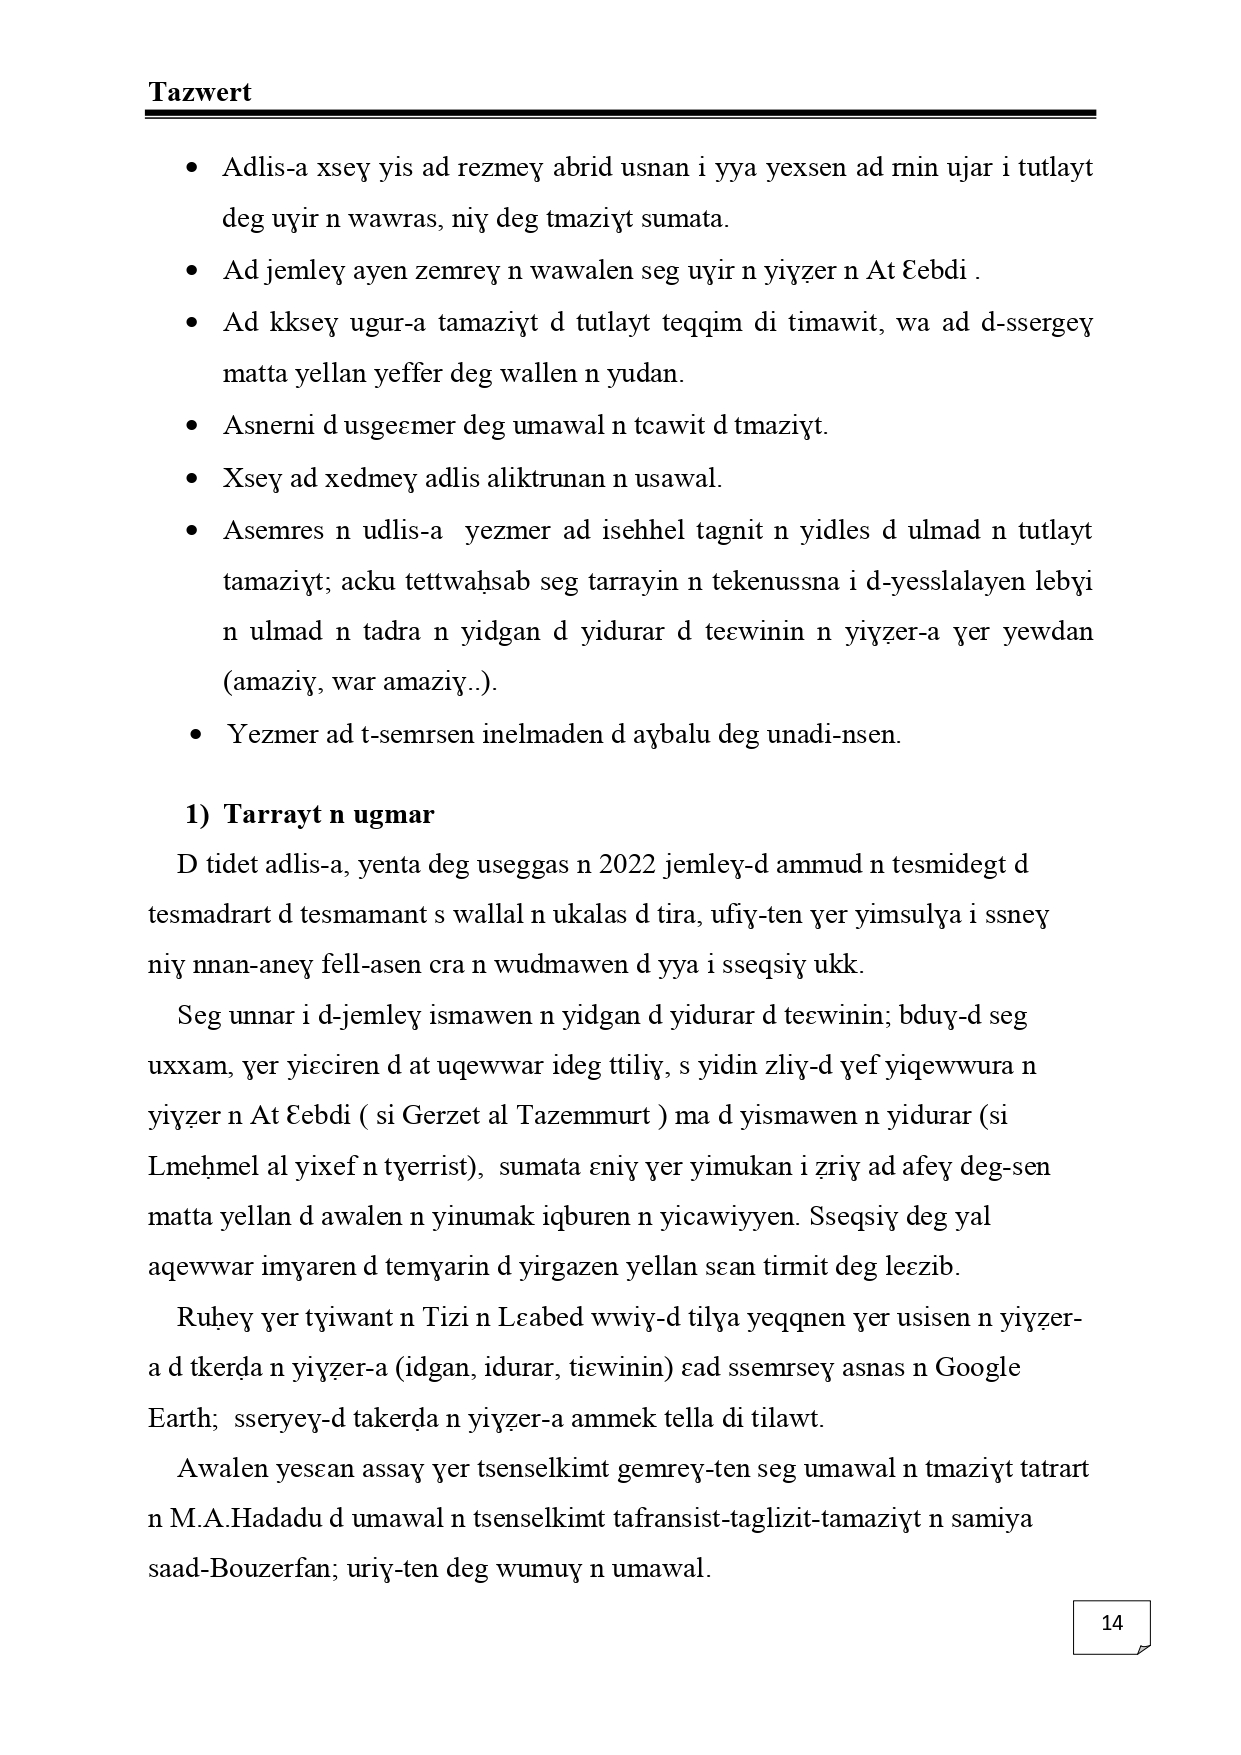 Tazwert
• Adlis-a xseɣ yis ad rezmeɣ abrid usnan i yya yexsen ad rnin ujar i tutlayt
deg uɣir n wawras, niɣ deg tmaziɣt sumata.
• Ad jemleɣ ayen zemreɣ n wawalen seg uɣir n yiɣẓer n At Ɛebdi .
• Ad kkseɣ ugur-a tamaziɣt d tutlayt teqqim di timawit, wa ad d-ssergeɣ
matta yellan yeffer deg wallen n yudan.
• Asnerni d usgeɛmer deg umawal n tcawit d tmaziɣt.
• Xseɣ ad xedmeɣ adlis aliktrunan n usawal.
• Asemres n udlis-a yezmer ad isehhel tagnit n yidles d ulmad n tutlayt
tamaziɣt; acku tettwaḥsab seg tarrayin n tekenussna i d-yesslalayen lebɣi
n ulmad n tadra n yidgan d yidurar d teɛwinin n yiɣẓer-a ɣer yewdan
(amaziɣ, war amaziɣ..).
• Yezmer ad t-semrsen inelmaden d aɣbalu deg unadi-nsen.
1) Tarrayt n ugmar
D tidet adlis-a, yenta deg useggas n 2022 jemleɣ-d ammud n tesmidegt d
tesmadrart d tesmamant s wallal n ukalas d tira, ufiɣ-ten ɣer yimsulɣa i ssneɣ
niɣ nnan-aneɣ fell-asen cra n wudmawen d yya i sseqsiɣ ukk.
Seg unnar i d-jemleɣ ismawen n yidgan d yidurar d teɛwinin; bduɣ-d seg
uxxam, ɣer yiɛciren d at uqewwar ideg ttiliɣ, s yidin zliɣ-d ɣef yiqewwura n
yiɣẓer n At Ɛebdi ( si Gerzet al Tazemmurt ) ma d yismawen n yidurar (si
Lmeḥmel al yixef n tɣerrist), sumata ɛniɣ ɣer yimukan i ẓriɣ ad afeɣ deg-sen
matta yellan d awalen n yinumak iqburen n yicawiyyen. Sseqsiɣ deg yal
aqewwar imɣaren d temɣarin d yirgazen yellan sɛan tirmit deg leɛzib.
Ruḥeɣ ɣer tɣiwant n Tizi n Lɛabed wwiɣ-d tilɣa yeqqnen ɣer usisen n yiɣẓer-
a d tkerḍa n yiɣẓer-a (idgan, idurar, tiɛwinin) ɛad ssemrseɣ asnas n Google
Earth; sseryeɣ-d takerḍa n yiɣẓer-a ammek tella di tilawt.
Awalen yesɛan assaɣ ɣer tsenselkimt gemreɣ-ten seg umawal n tmaziɣt tatrart
n M.A.Hadadu d umawal n tsenselkimt tafransist-taglizit-tamaziɣt n samiya
saad-Bouzerfan; uriɣ-ten deg wumuɣ n umawal.
14